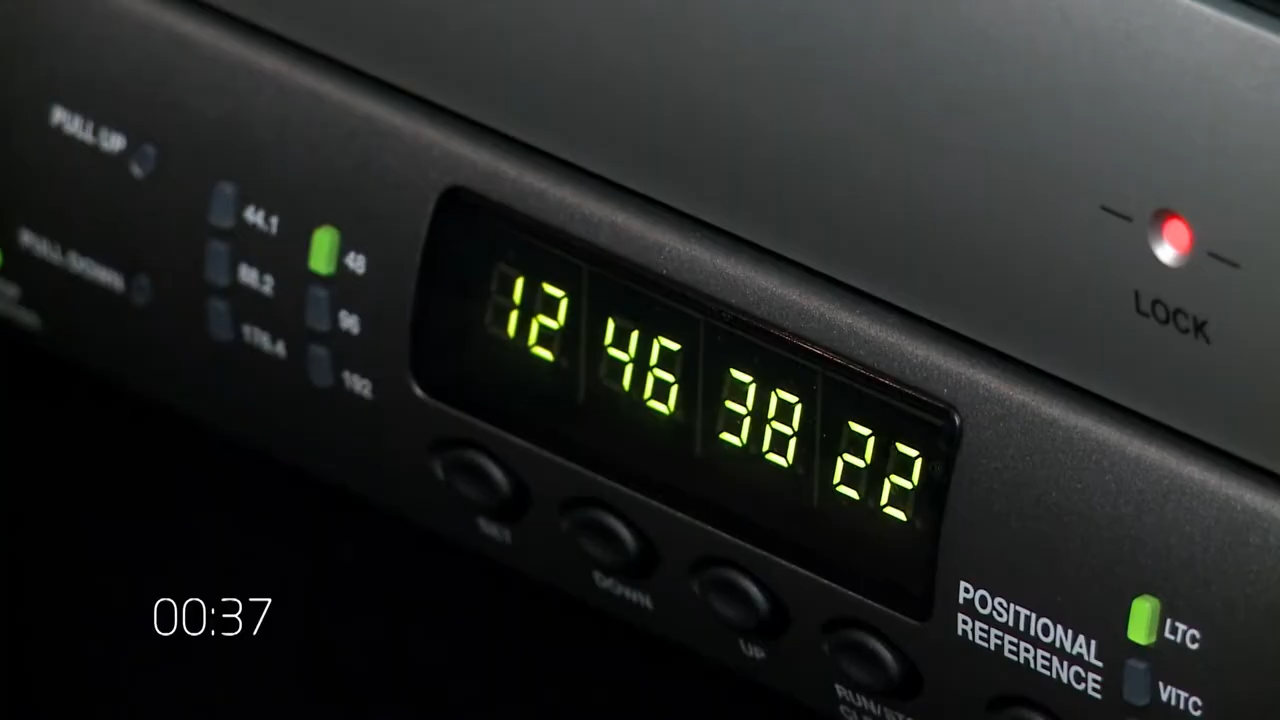 PULL UP
44.1
48
PULL DOWN
88.2
96
176.4
192
12 46 38 22
LOCK
SET
DOWN
UP
POSITIONAL
REFERENCE
LTC
VITC
00:37